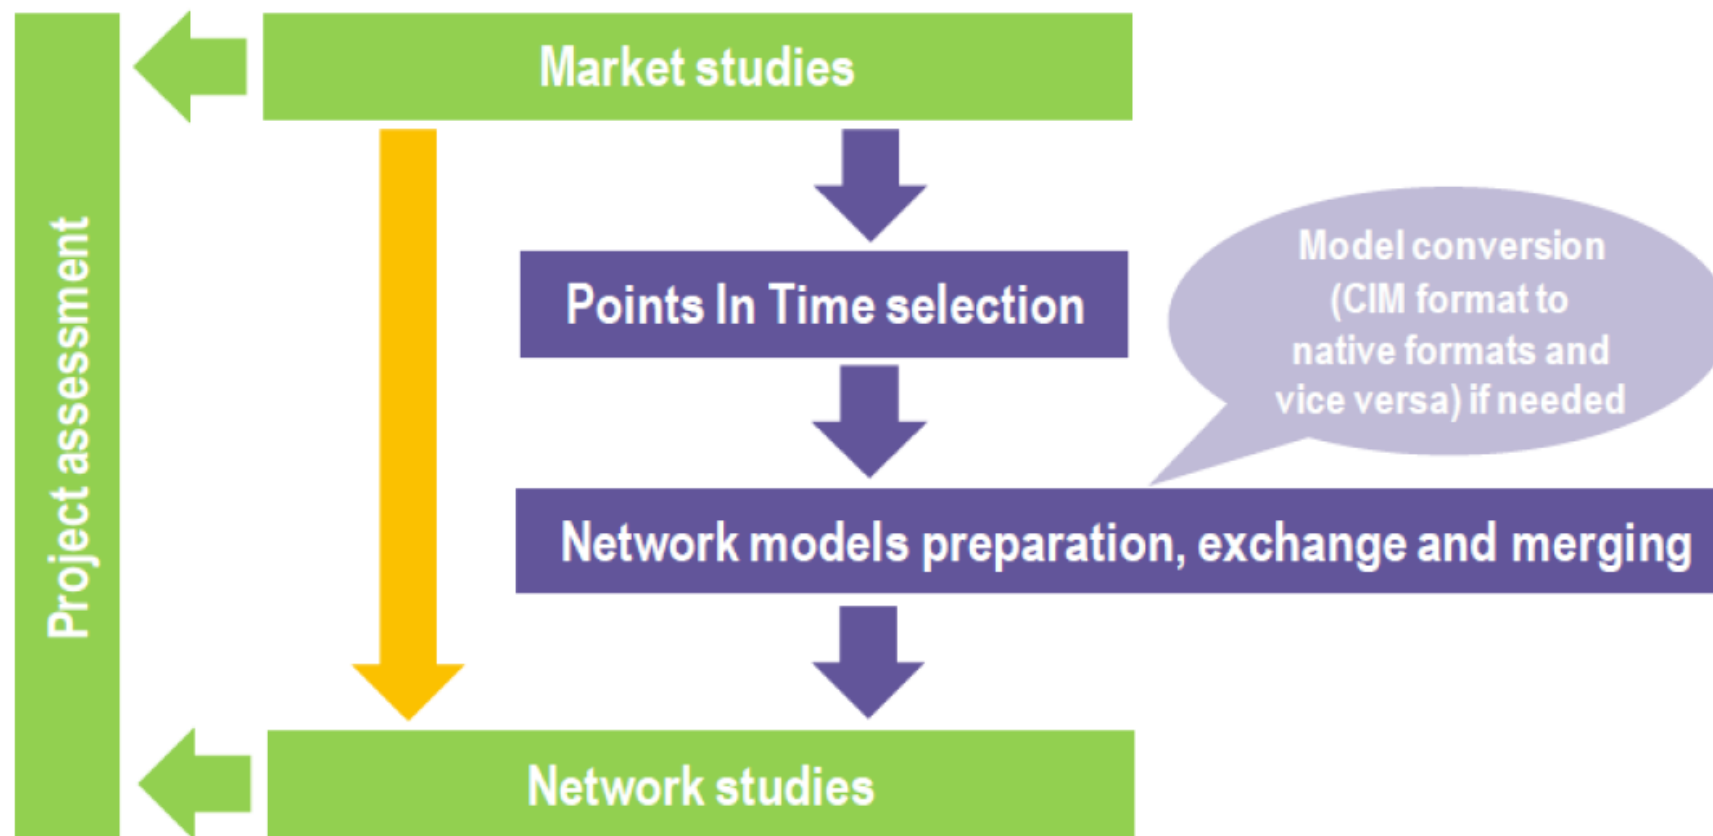 Project assessment
Market studies
Points In Time selection
Model conversion
(CIM format to
native formats and
vice versa) if needed
Network models preparation, exchange and merging
Network studies